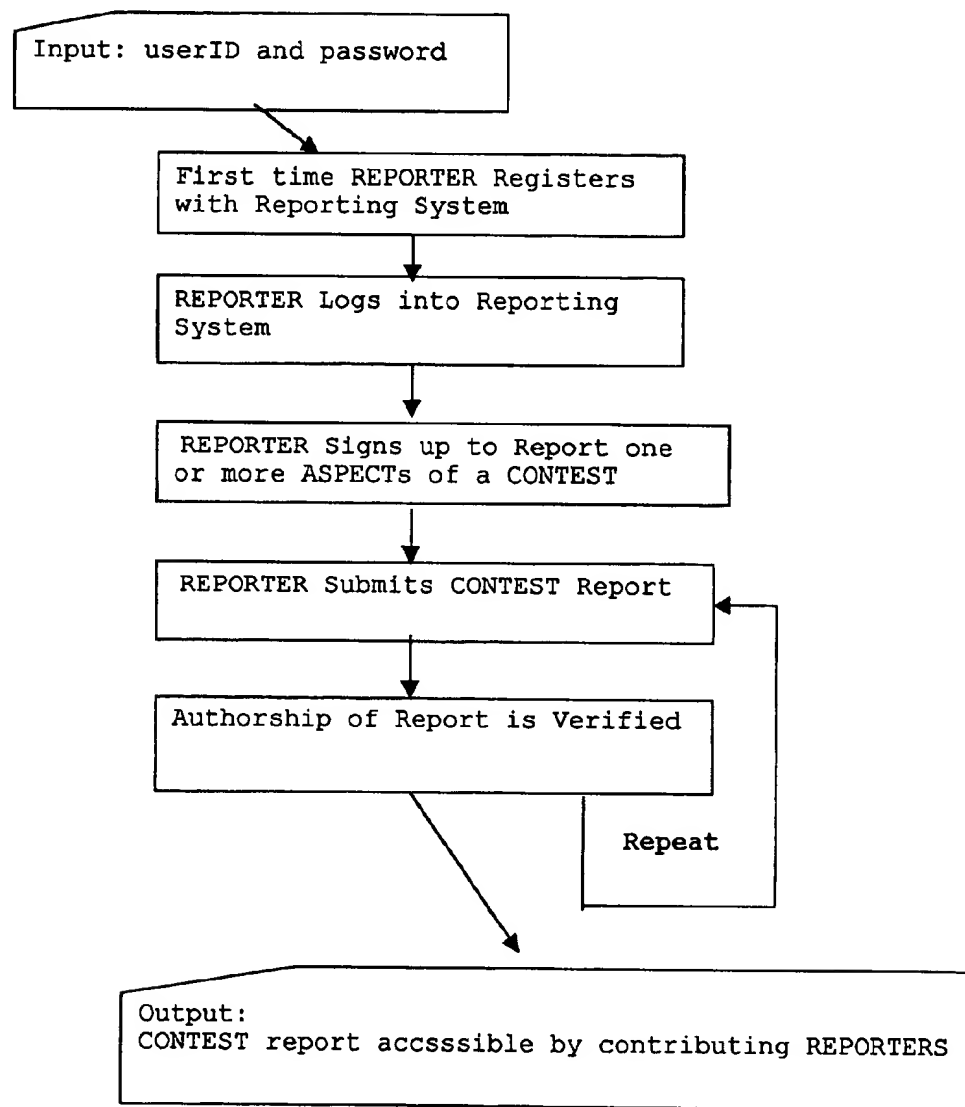 Input: userID and password
First time REPORTER Registers
with Reporting System
REPORTER Logs into Reporting
System
REPORTER Signs up to Report one
or more ASPECTs of a CONTEST
REPORTER Submits CONTEST Report
Authorship of Report is Verified
Repeat
Output:
CONTEST report accsssible by contributing REPORTERS